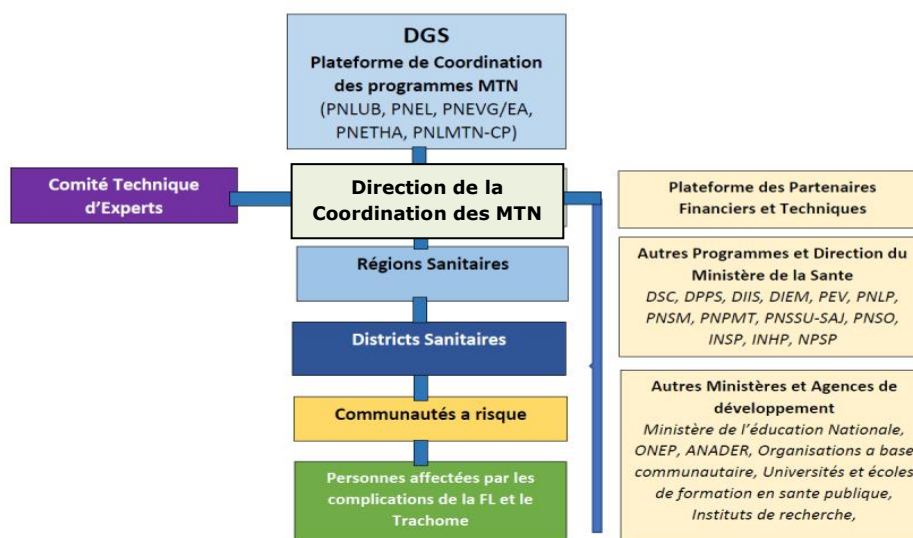 DGS
Plateforme de Coordination
des programmes MTN
(PNLUB, PNEL, PNEVG/EA,
PNETHA, PNLMTN-CP)
Comité Technique
d’Experts
Direction de la
Coordination des MTN
Régions Sanitaires
Districts Sanitaires
Communautés a risque
Personnes affectées par les
complications de la FL et le
Trachome
Plateforme des Partenaires
Financiers et Techniques
Autres Programmes et Direction du
Ministère de la Sante
DSC, DPPS, DIIS, DIEM, PEV, PNLP,
PNSM, PNPMT, PNSSU-SAJ, PNSO,
INSP, INHP, NPSP
Autres Ministères et Agences de
développement
Ministère de l’éducation Nationale,
ONEP, ANADER, Organisations a base
communautaire, Universités et écoles
de formation en sante publique,
Instituts de recherche,